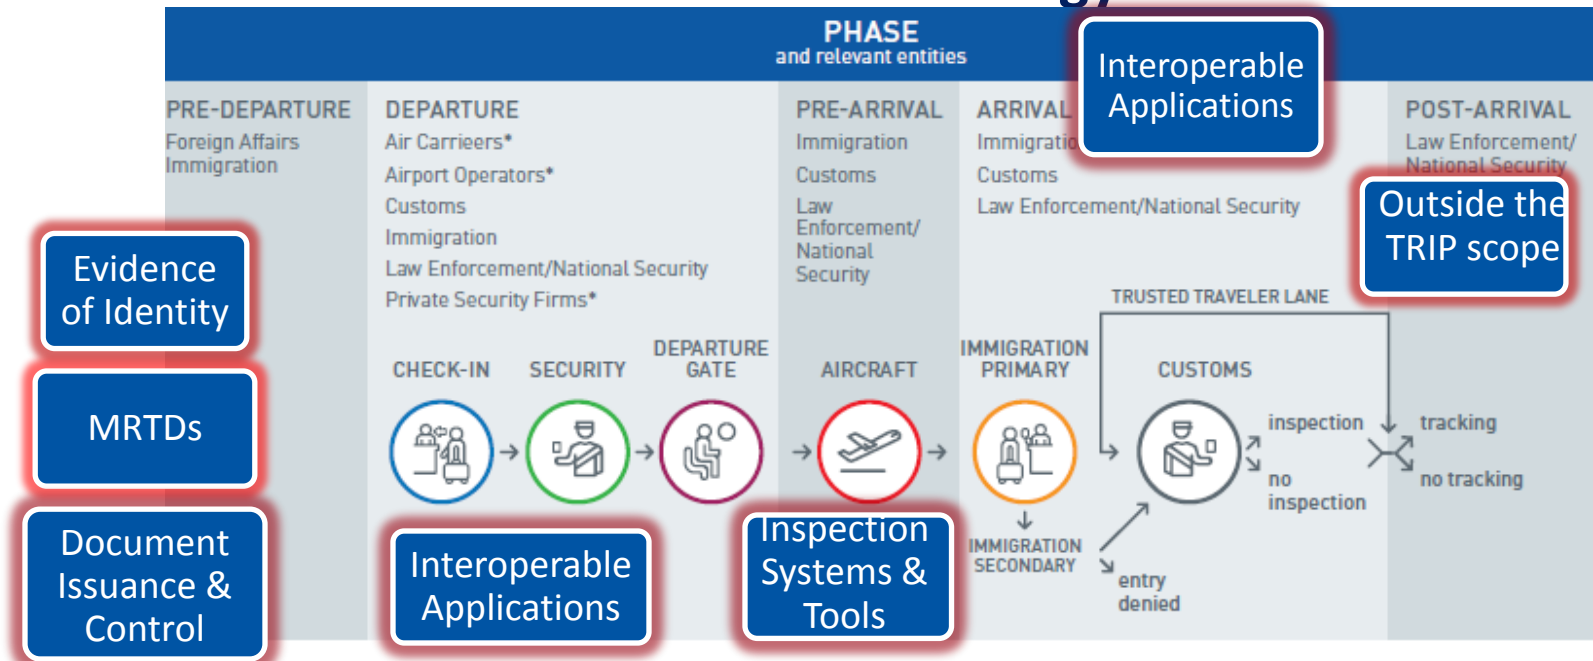 PHASE
and relevant entities
Interoperable
Applications
PRE-DEPARTURE
Foreign Affairs
Immigration
DEPARTURE
Air Carrieers*
Airport Operators*
Customs
Immigration
Law Enforcement/National Security
Private Security Firms*
PRE-ARRIVAL
Immigration
Customs
Law
Enforcement/
National
Security
ARRIVAL
Customs
Law Enforcement/National Security
POST-ARRIVAL
Law Enforcement/
National Security
Outside the
TRIP scope
Evidence
of Identity
MRTDs
Document
Issuance &
Control
CHECK-IN
SECURITY
DEPARTURE
GATE
AIRCRAFT
IMMIGRATION
PRIMARY
TRUSTED TRAVELER LANE
CUSTOMS
inspection
no
inspection
tracking
no tracking
IMMIGRATION
SECONDARY
entry
denied
Interoperable
Applications
Inspection
Systems &
Tools